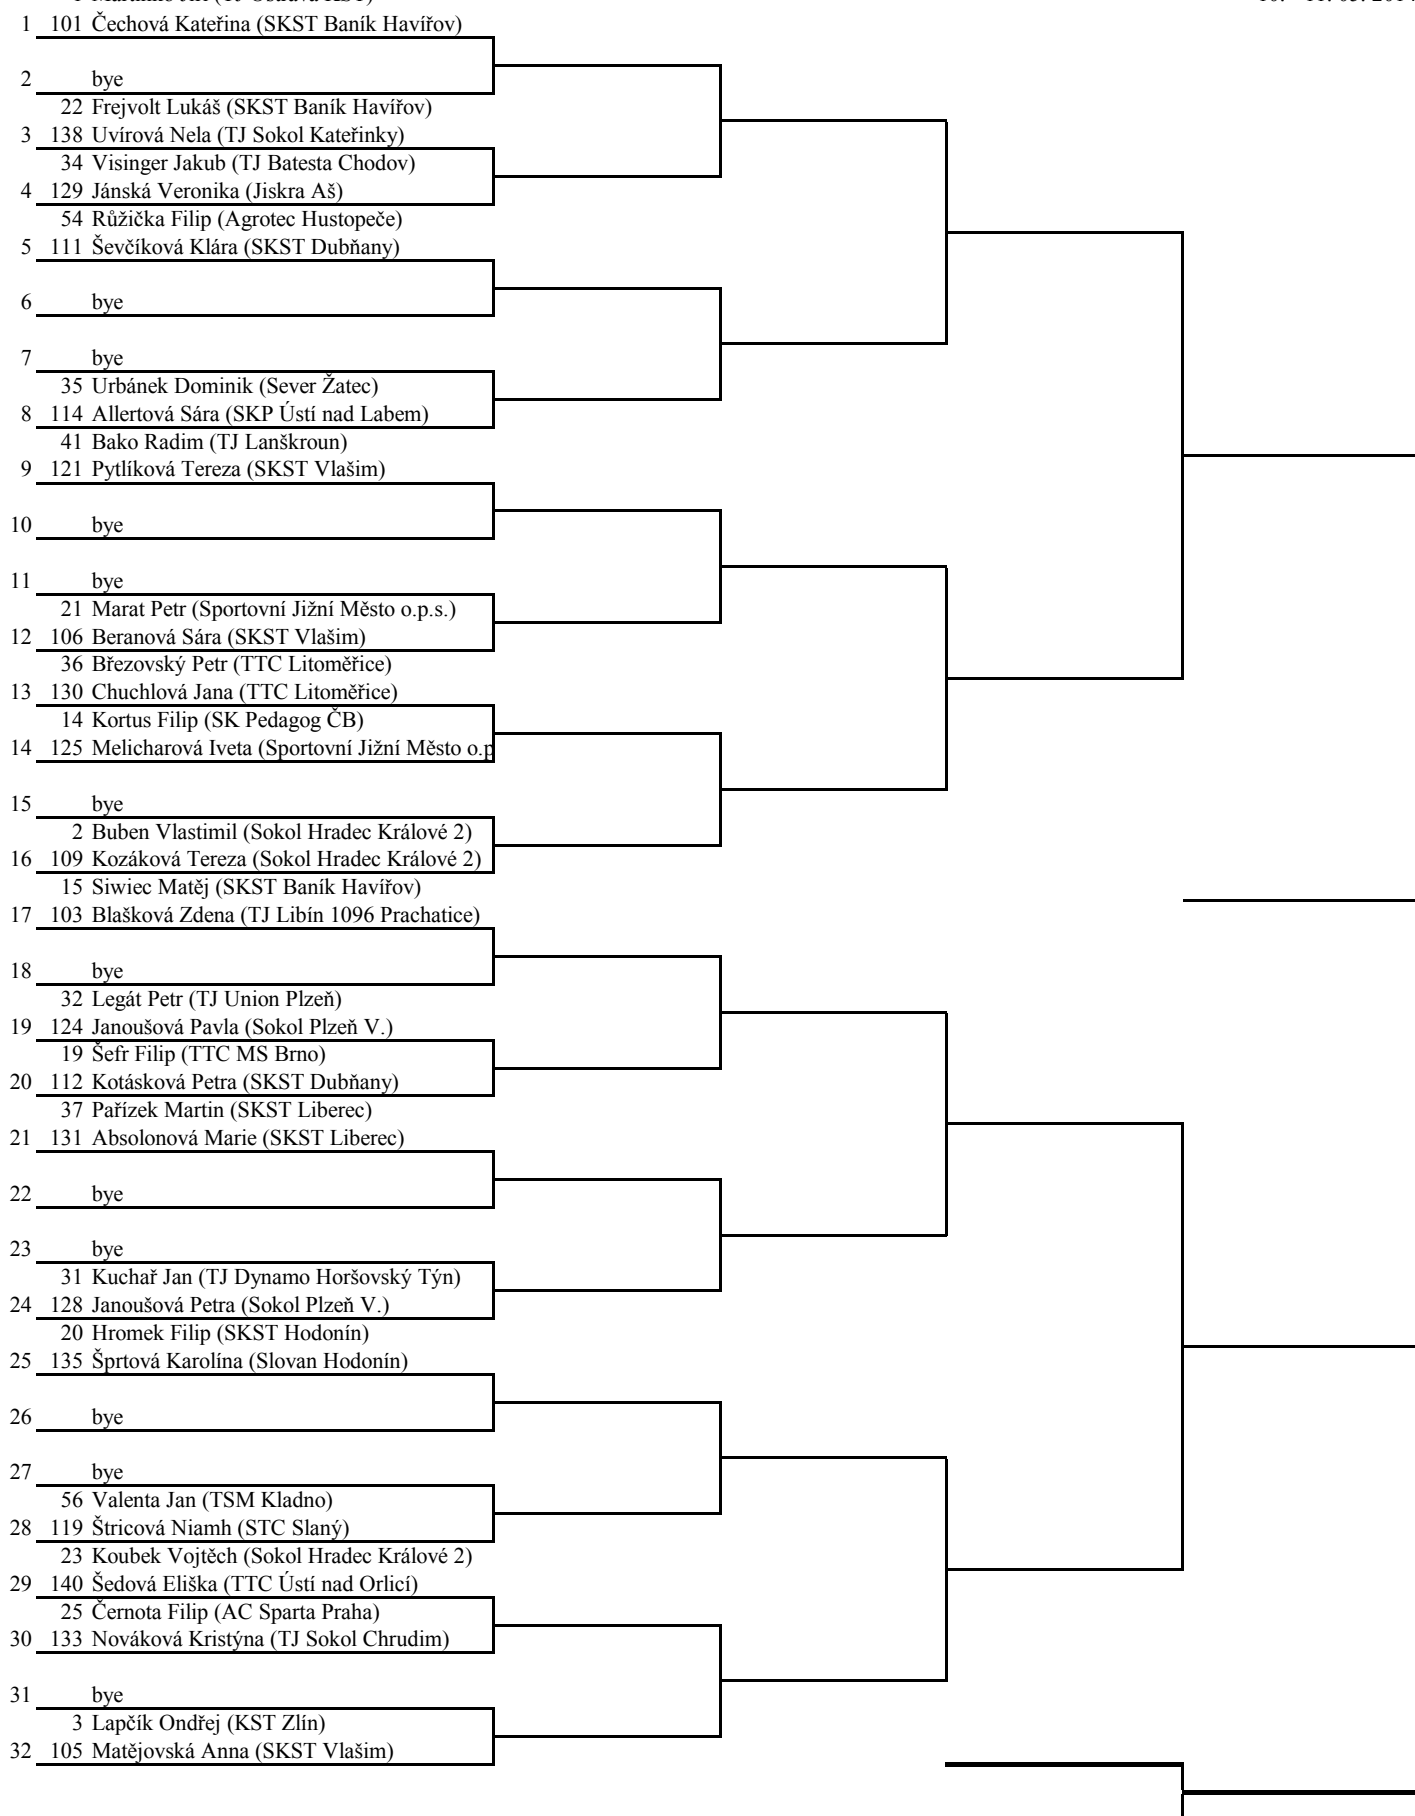 1 101 Čechová Kateřina (SKST Baník Havířov)
2 bye
22 Frejvolt Lukáš (SKST Baník Havířov)
3 138 Uvírová Nela (TJ Sokol Kateřinky)
34 Visinger Jakub (TJ Batesta Chodov)
4 129 Jánská Veronika (Jiskra Aš)
54 Růžička Filip (Agrotec Hustopeče)
5 111 Ševčíková Klára (SKST Dubňany)
6 bye
7 bye
35 Urbánek Dominik (Sever Žatec)
8 114 Allertová Sára (SKP Ústí nad Labem)
41 Bako Radim (TJ Lanškroun)
9 121 Pytlíková Tereza (SKST Vlašim)
10 bye
11 bye
21 Marat Petr (Sportovní Jižní Město o.p.s.)
12 106 Beranová Sára (SKST Vlašim)
36 Březovský Petr (TTC Litoměřice)
13 130 Chuchlová Jana (TTC Litoměřice)
14 Kortus Filip (SK Pedagog ČB)
14 125 Melicharová Iveta (Sportovní Jižní Město o.p
15 bye
2 Buben Vlastimil (Sokol Hradec Králové 2)
16 109 Kozáková Tereza (Sokol Hradec Králové 2)
15 Siwiec Matěj (SKST Baník Havířov)
17 103 Blašková Zdena (TJ Libín 1096 Prachatice)
18 bye
32 Legát Petr (TJ Union Plzeň)
19 124 Janoušová Pavla (Sokol Plzeň V.)
19 Šefr Filip (TTC MS Brno)
20 112 Kotásková Petra (SKST Dubňany)
37 Pařízek Martin (SKST Liberec)
21 131 Absolonová Marie (SKST Liberec)
22 bye
23 bye
31 Kuchař Jan (TJ Dynamo Horšovský Týn)
24 128 Janoušová Petra (Sokol Plzeň V.)
20 Hromek Filip (SKST Hodonín)
25 135 Šprtová Karolína (Slovan Hodonín)
26 bye
27 bye
56 Valenta Jan (TSM Kladno)
28 119 Štricová Niamh (STC Slaný)
23 Koubek Vojtěch (Sokol Hradec Králové 2)
29 140 Šedová Eliška (TTC Ústí nad Orlicí)
25 Černota Filip (AC Sparta Praha)
30 133 Nováková Kristýna (TJ Sokol Chrudim)
31 bye
3 Lapčík Ondřej (KST Zlín)
32 105 Matějovská Anna (SKST Vlašim)